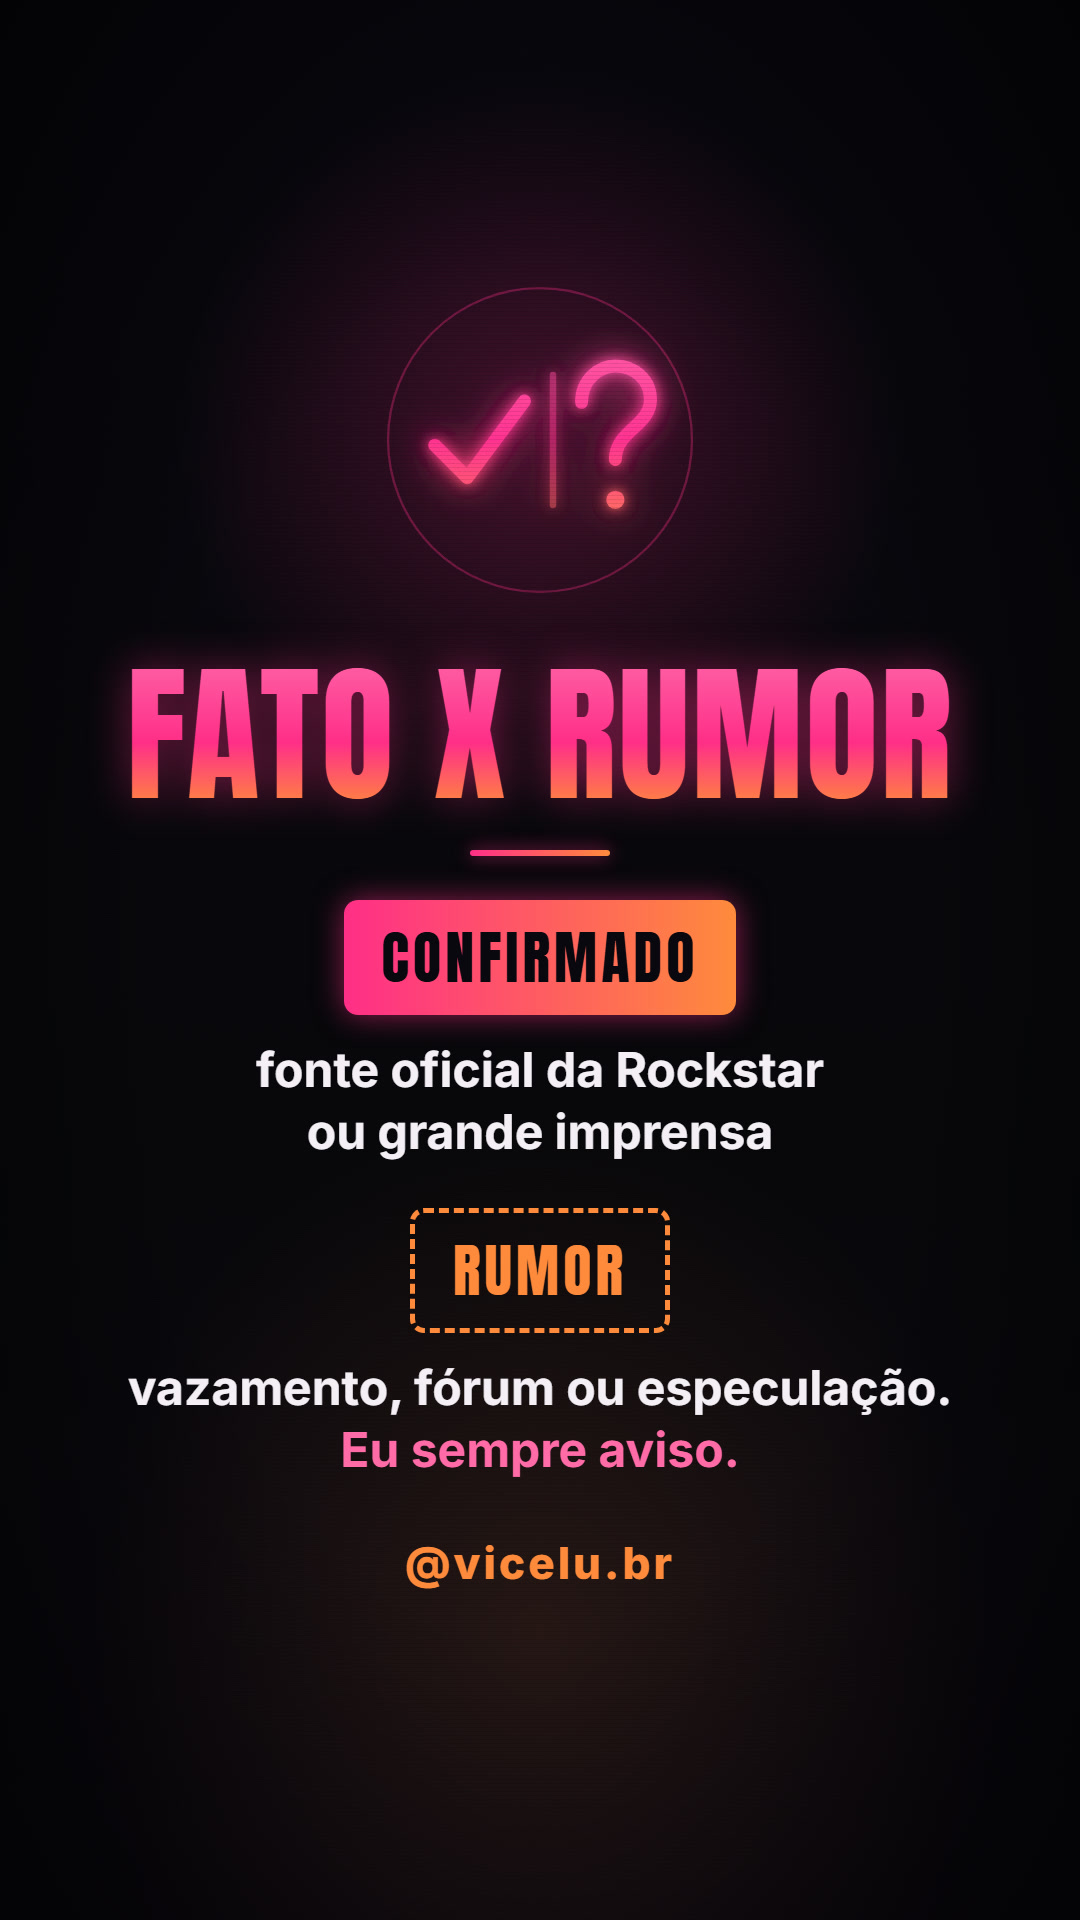 FATO X RUMOR
CONFIRMADO
fonte oficial da Rockstar
ou grande imprensa
RUMOR
vazamento, fórum ou especulação.
Eu sempre aviso.
@vicelu.br